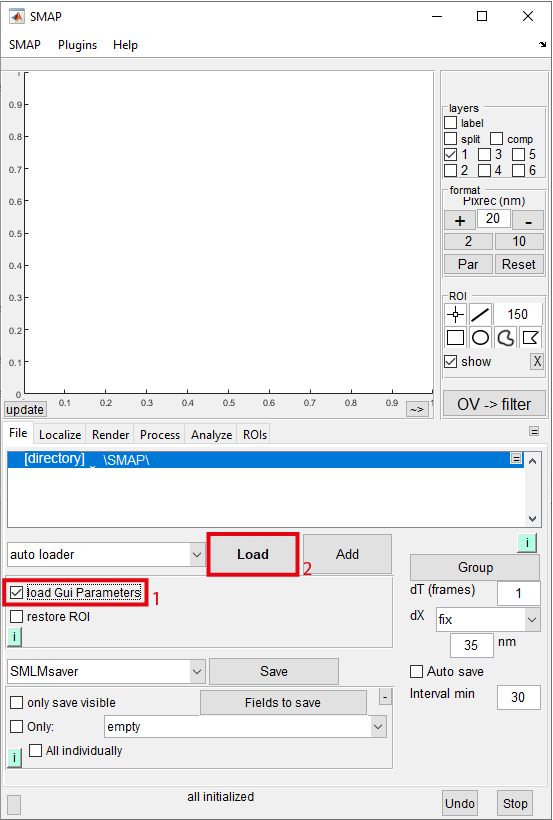 SMAP
SMAP Plugins Help
1
0.9
0.8
0.7
0.6
0.5
0.4
0.3
0.2
0.1
0
0.1 0.2 0.3 0.4 0.5 0.6 0.7 0.8 0.9 1
update
~>
layers
label
split comp
1 3 5
2 4 6
format
Pixrec (nm)
+ 20 -
2 10
Par Reset
ROI
150
show X
OV -> filter
File Localize Render Process Analyze ROIs =
[directory] \SMAP\ =
i
auto loader Load Add
2
load Gui Parameters 1
restore ROI
i
Group
dT (frames) 1
dX fix
35 nm
Auto save
Interval min 30
SMLMsaver Save
only save visible Fields to save -
Only: empty
All individually
i
all initialized
Undo Stop